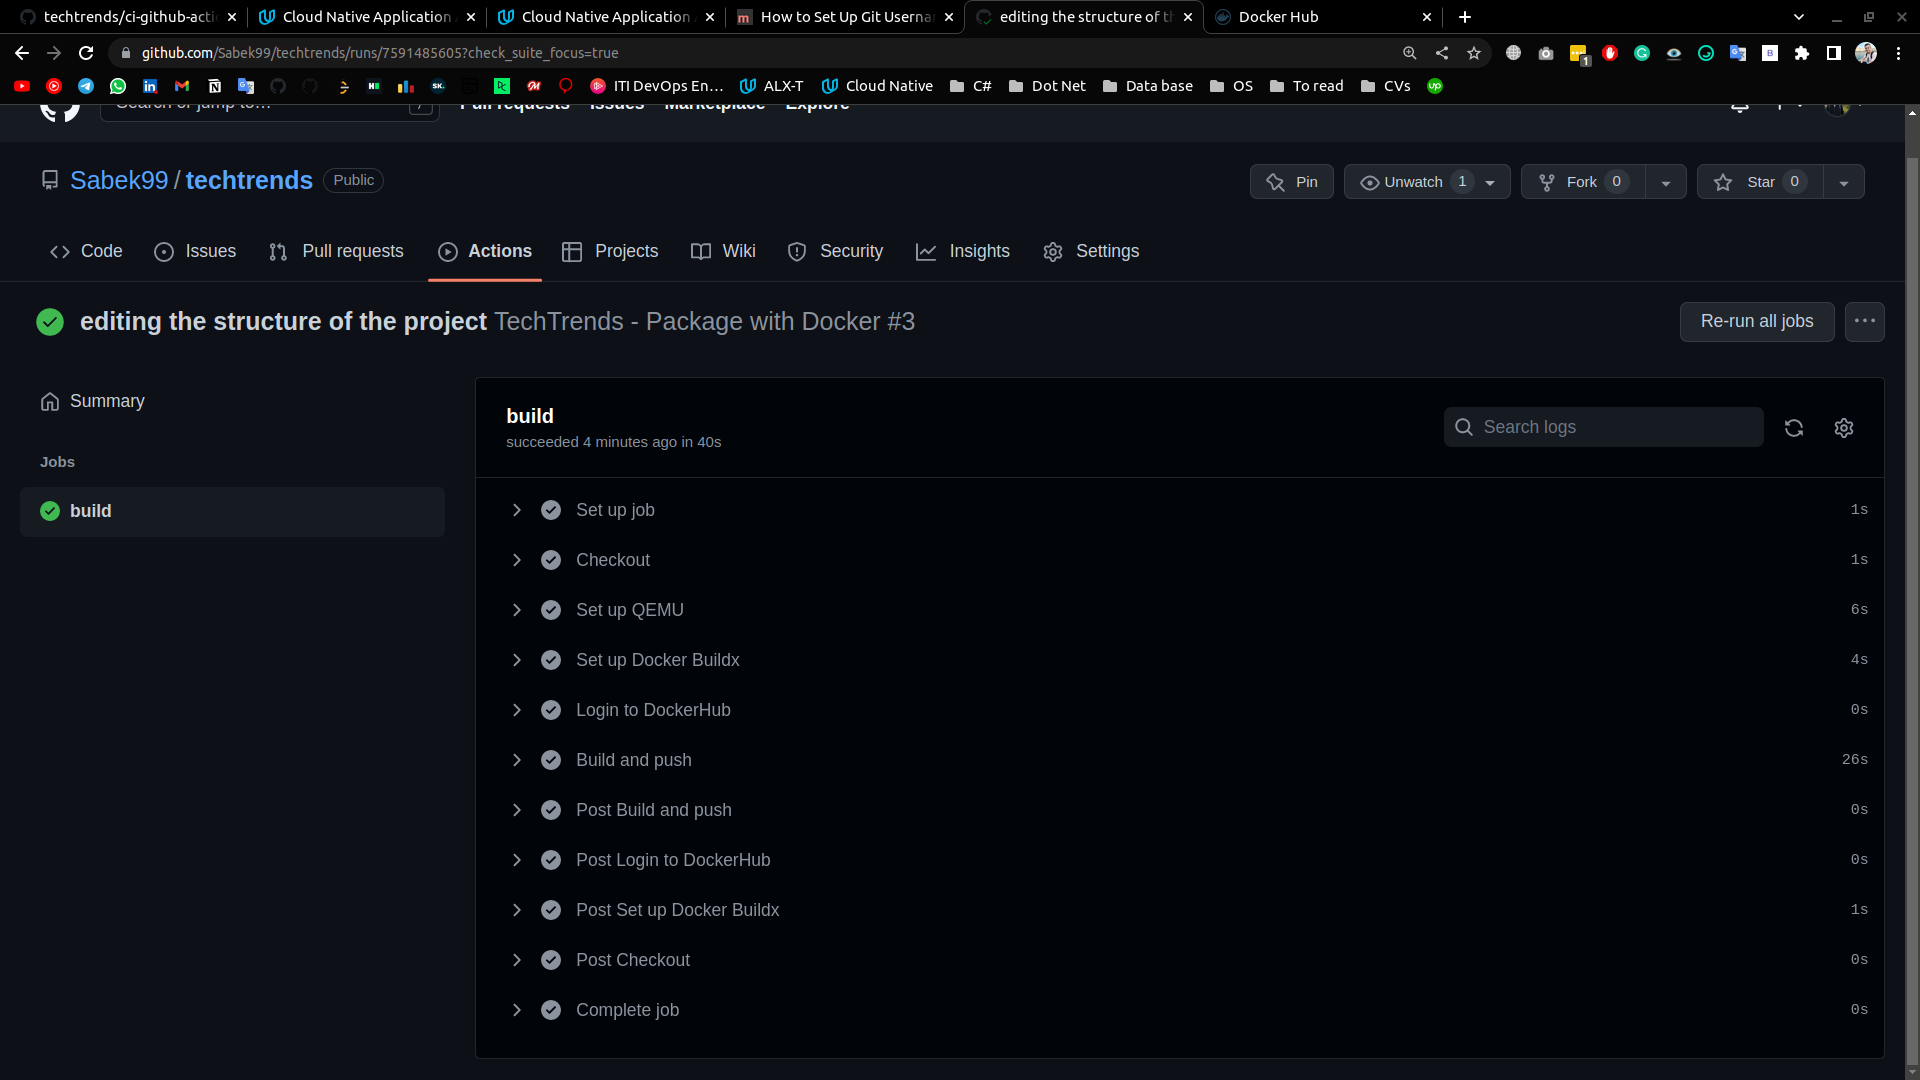 techtrends/ci-github-acti
Cloud Native Application
Cloud Native Application
How to Set Up Git Userna
editing the structure of th
Docker Hub
github.com/Sabek99/techtrends/runs/7591485605?check_suite_focus=true
1
ITI DevOps En...
ALX-T
Cloud Native
C#
Dot Net
Data base
OS
To read
CVs
Search or jump to...
Pull requests
Issues
Marketplace
Explore
Sabek99 / techtrends
Public
Pin
Unwatch 1
Fork 0
Star 0
Code
Issues
Pull requests
Actions
Projects
Wiki
Security
Insights
Settings
editing the structure of the project TechTrends - Package with Docker #3
Re-run all jobs
Summary
Jobs
build
build
succeeded 4 minutes ago in 40s
Search logs
Set up job 1s
Checkout 1s
Set up QEMU 6s
Set up Docker Buildx 4s
Login to DockerHub 0s
Build and push 26s
Post Build and push 0s
Post Login to DockerHub 0s
Post Set up Docker Buildx 1s
Post Checkout 0s
Complete job 0s